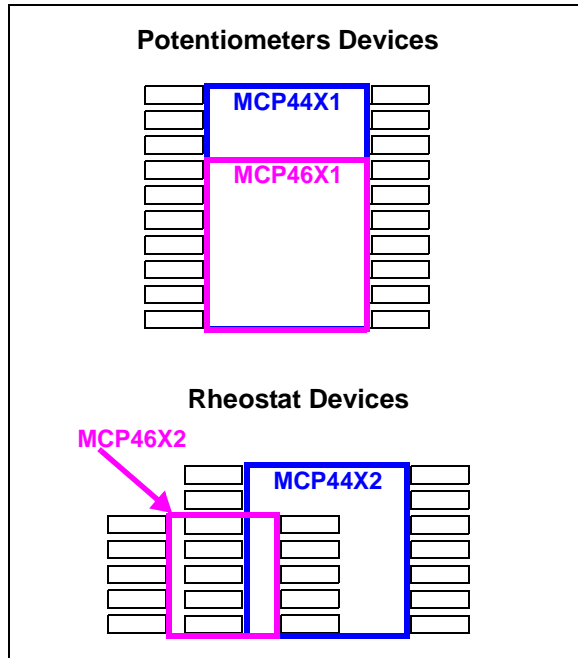 Potentiometers Devices
MCP44X1
MCP46X1
Rheostat Devices
MCP46X2
MCP44X2